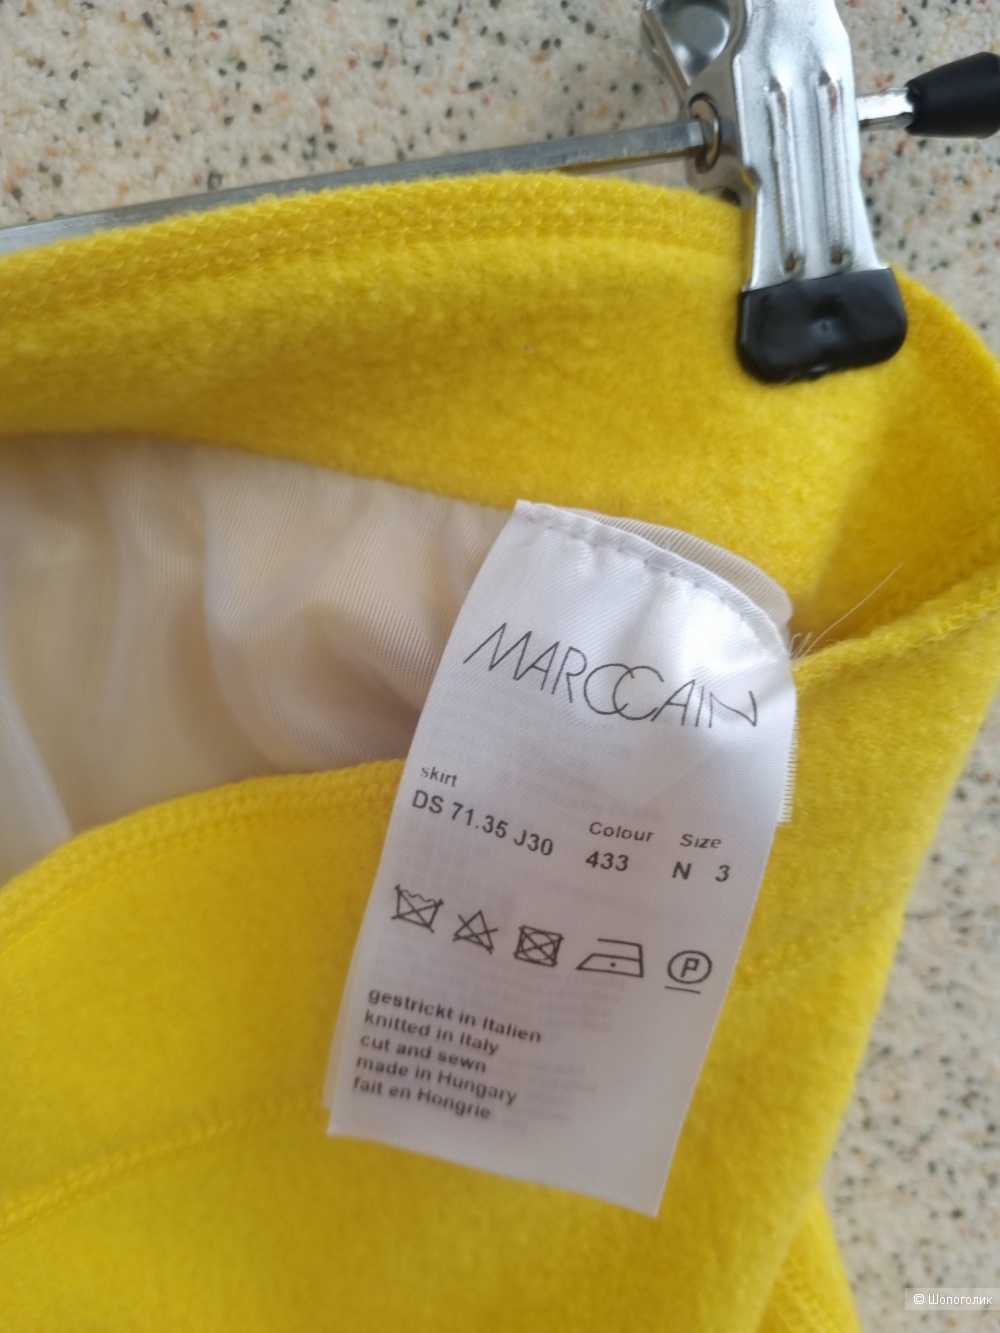 MARCCAIN
skirt
DS 71.35 J30
Colour Size
433 N 3
P
gestrickt in Italien
knitted in Italy
cut and sewn
made in Hungary
fait en Hongrie
© Шопоголик